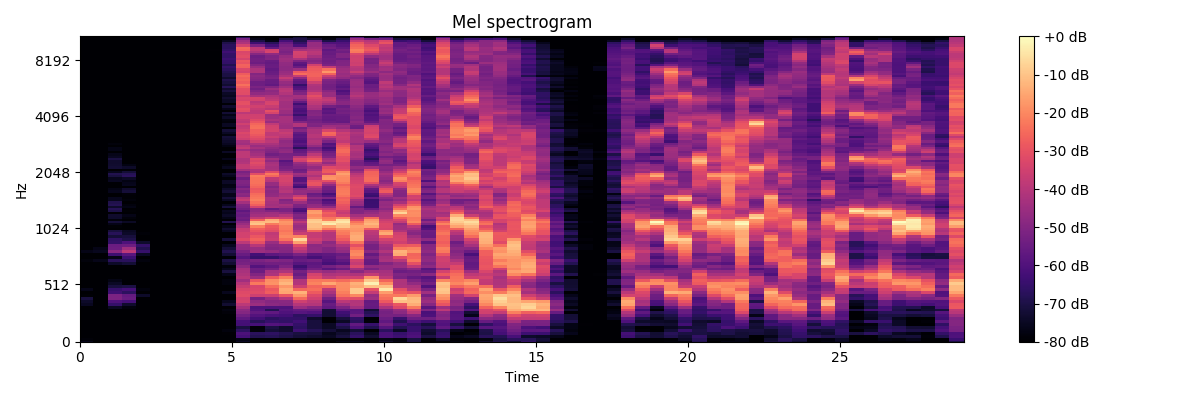 Mel spectrogram
8192
4096
2048
1024
512
0
Hz
0 5 10 15 20 25
Time
+0 dB
-10 dB
-20 dB
-30 dB
-40 dB
-50 dB
-60 dB
-70 dB
-80 dB